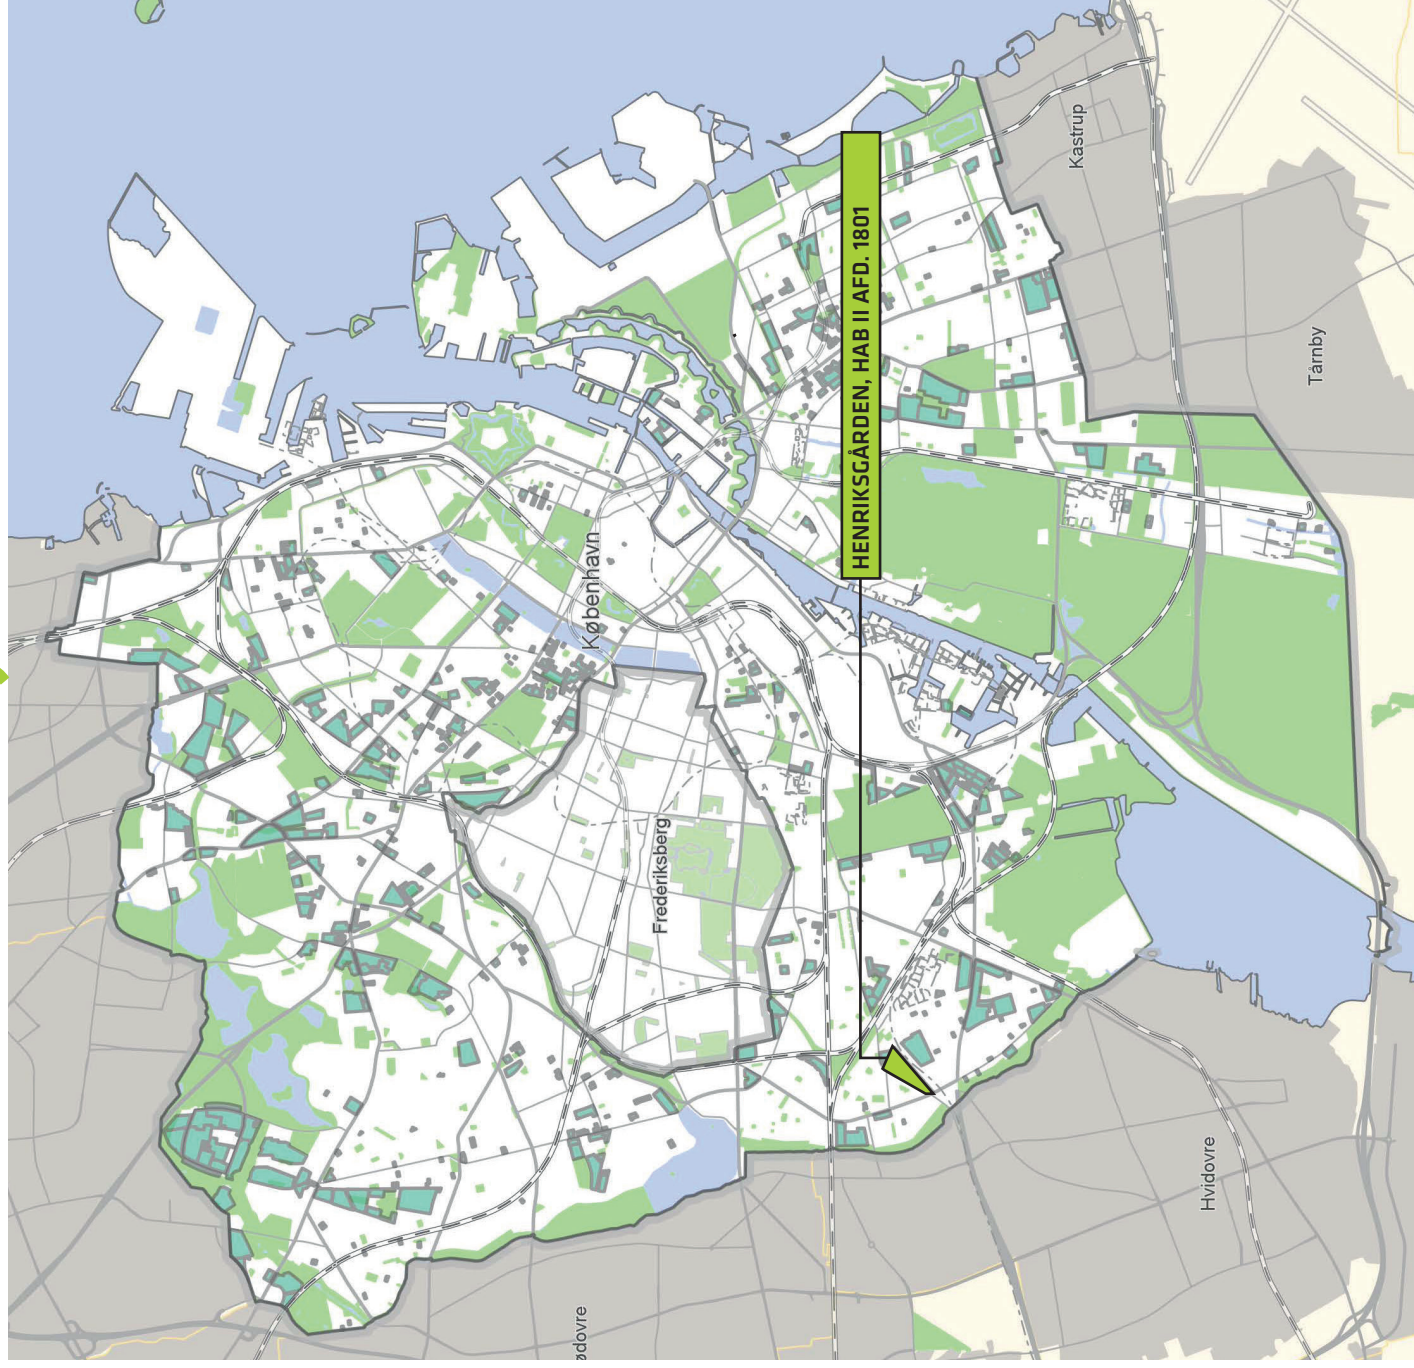 København
Frederiksberg
HENRIKSGÅRDEN, HAB II AFD. 1801
Kastrup
Tårnby
Hvidovre
ødovre